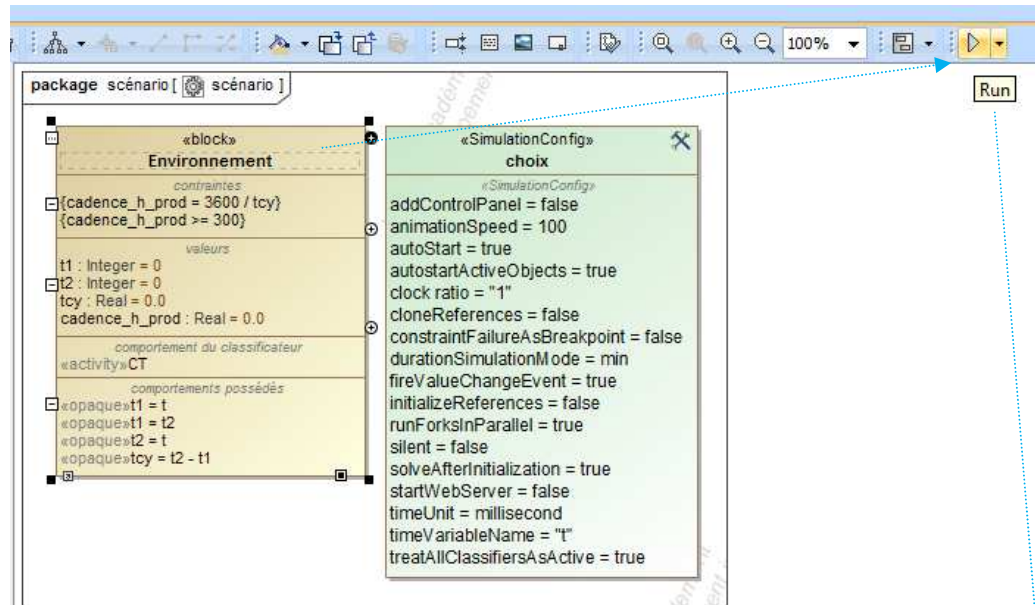 100%
Run
package scénario[ scénario ]
«block»
Environnement
contraintes
{cadence_h_prod = 3600 / tcy}
{cadence_h_prod >= 300}
valeurs
t1 : Integer = 0
t2 : Integer = 0
tcy : Real = 0.0
cadence_h_prod : Real = 0.0
comportement du classificateur
«activity»CT
comportements possédés
«opaque»t1 = t
«opaque»t1 = t2
«opaque»t2 = t
«opaque»tcy = t2 - t1
«SimulationConfig»
choix
«SimulationConfig»
addControlPanel = false
animationSpeed = 100
autoStart = true
autostartActiveObjects = true
clock ratio = "1"
cloneReferences = false
constraintFailureAsBreakpoint = false
durationSimulationMode = min
fireValueChangeEvent = true
initializeReferences = false
runForksInParallel = true
silent = false
solveAfterInitialization = true
startWebServer = false
timeUnit = millisecond
timeVariableName = "t"
treatAllClassifiersAsActive = true